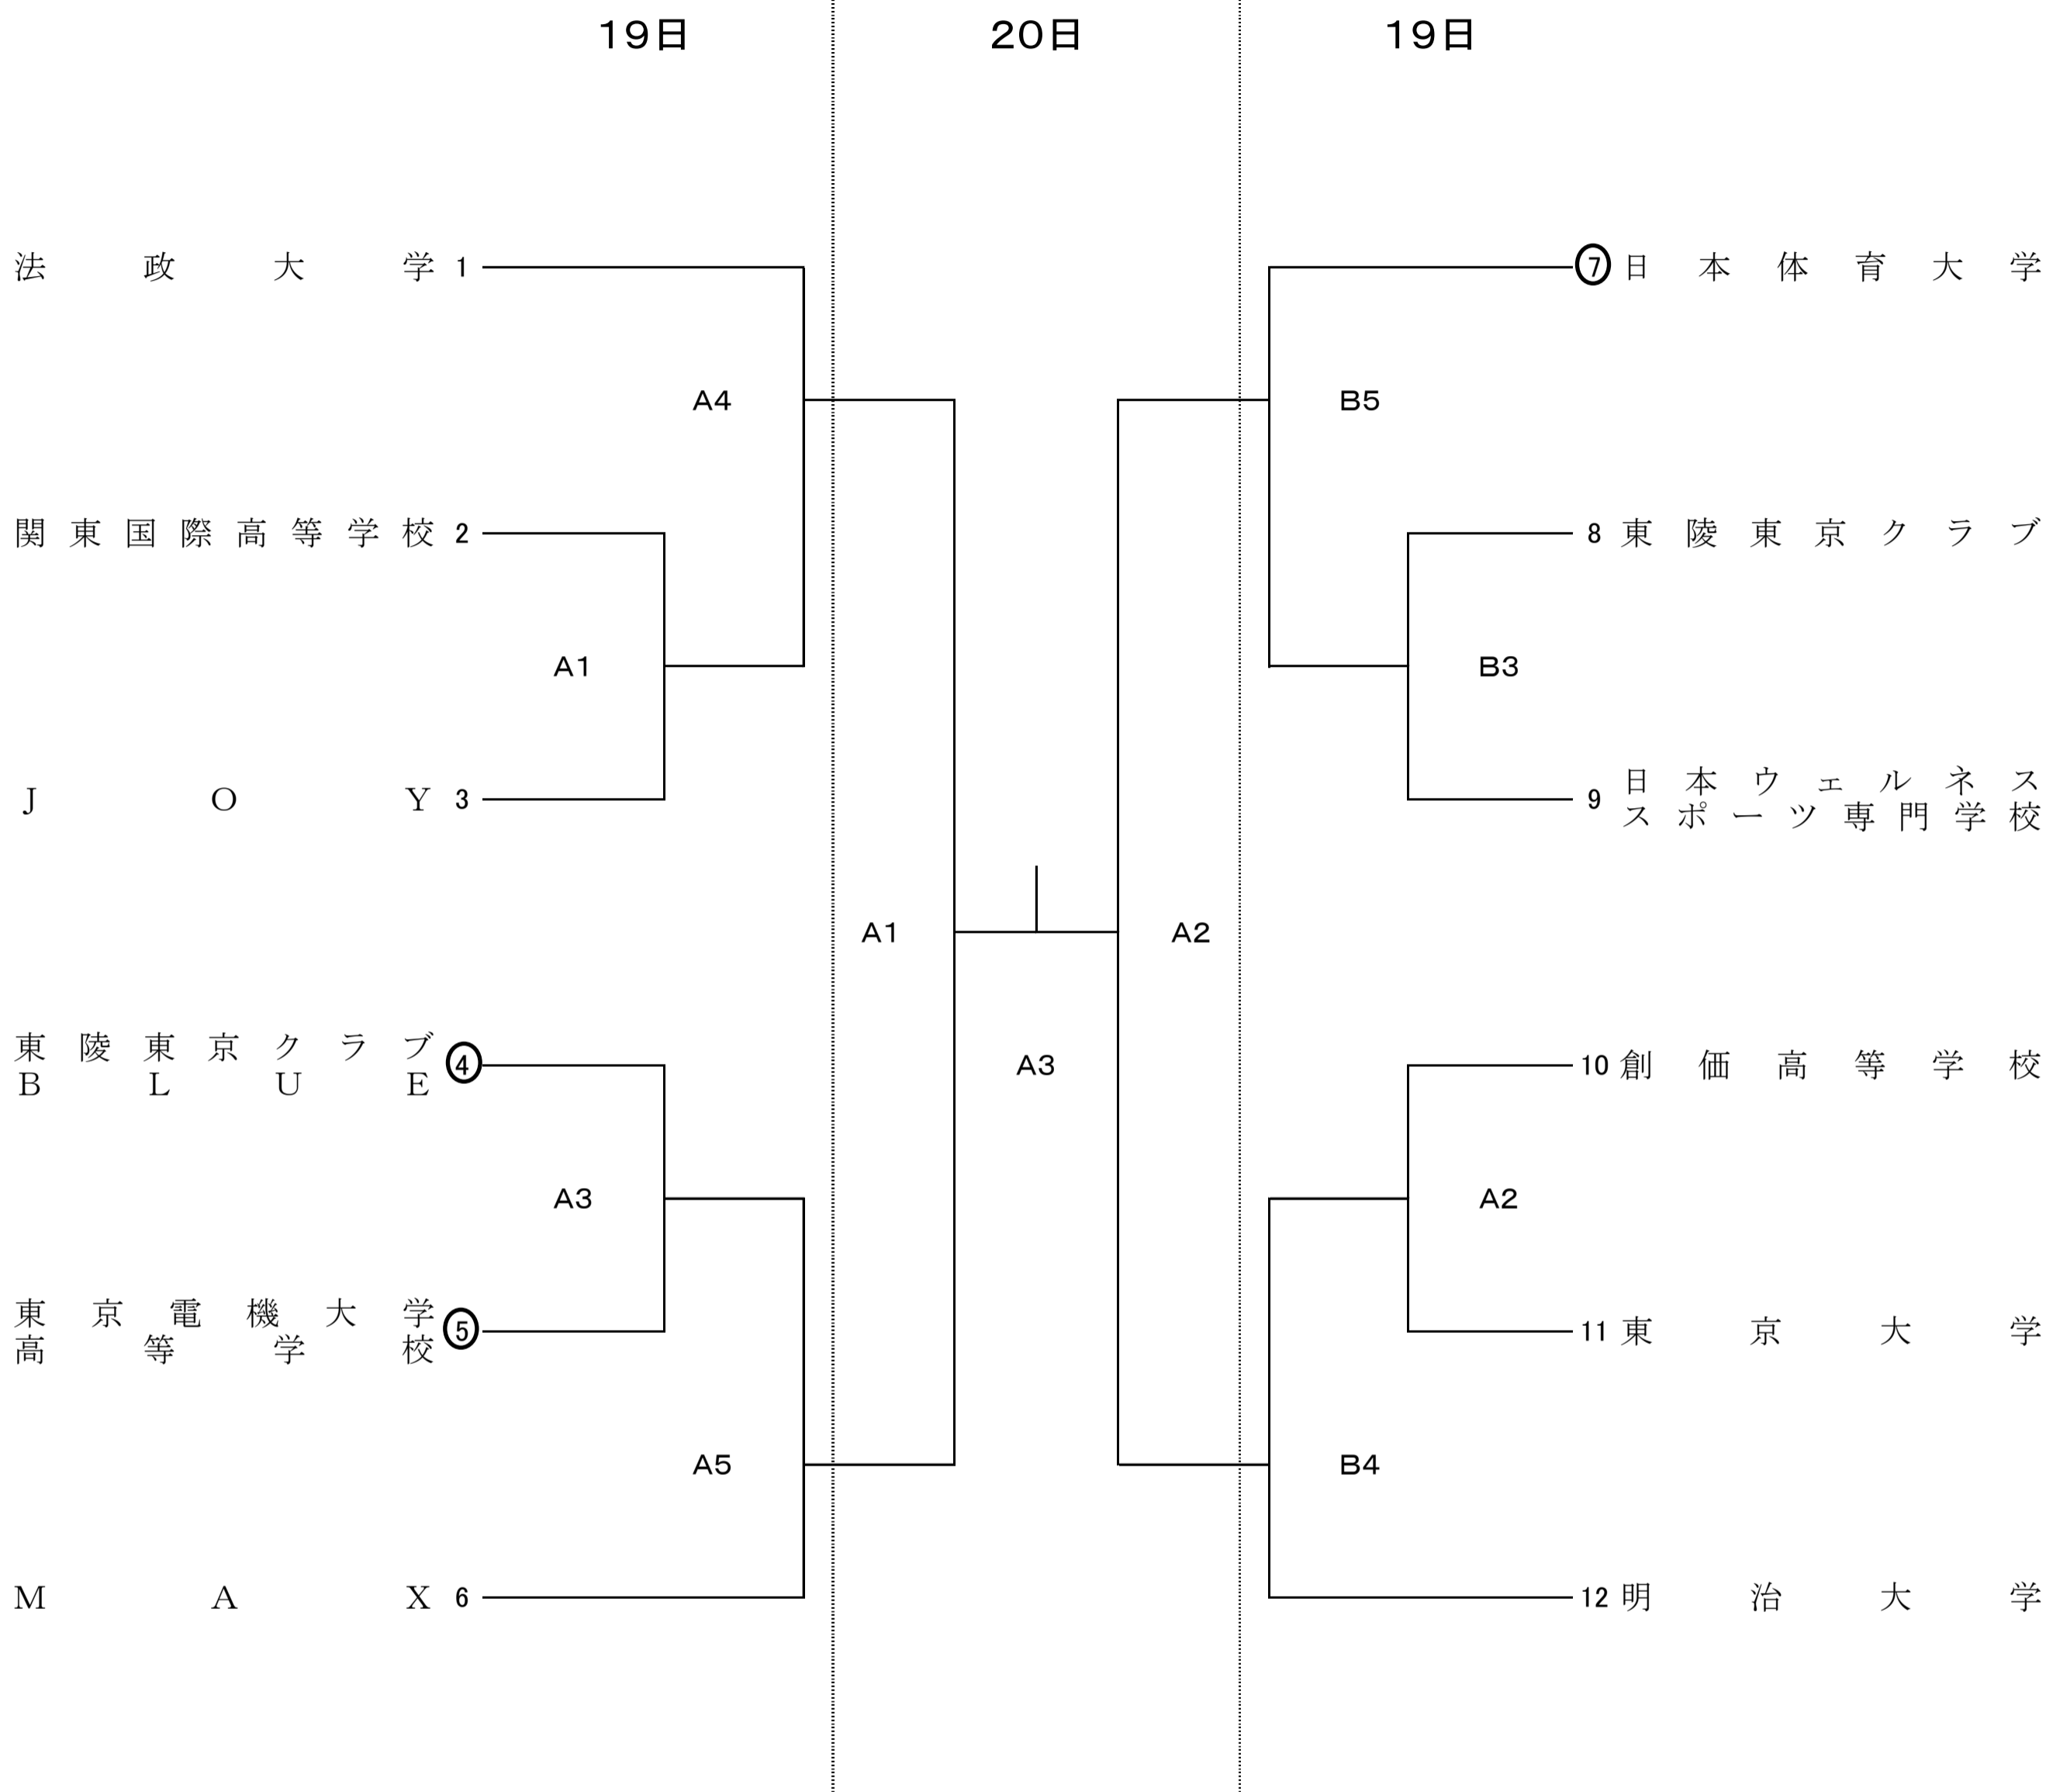 19日 20日 19日
法政大学 1
⑦ 日本体育大学
A4
B5
関東国際高等学校 2
8 東陵東京クラブ
A1
B3
JOY 3
9 日本ウェルネス
スポーツ専門学校
A1
A2
A3
東陵東京クラブ
BLUE ④
10 創価高等学校
A3
A2
東京電機大学
高等学校 ⑤
11 東京大学
A5
B4
MAX 6
12 明治大学